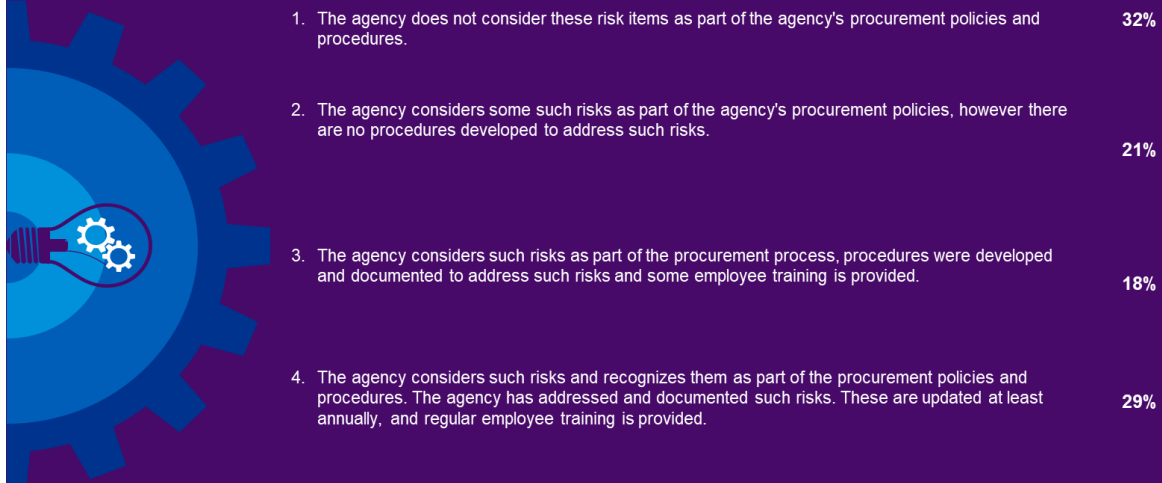 1. The agency does not consider these risk items as part of the agency's procurement policies and 32%
procedures.
2. The agency considers some such risks as part of the agency's procurement policies, however there
are no procedures developed to address such risks.
21%
3. The agency considers such risks as part of the procurement process, procedures were developed
and documented to address such risks and some employee training is provided.
18%
4. The agency considers such risks and recognizes them as part of the procurement policies and
procedures. The agency has addressed and documented such risks. These are updated at least
annually, and regular employee training is provided.
29%